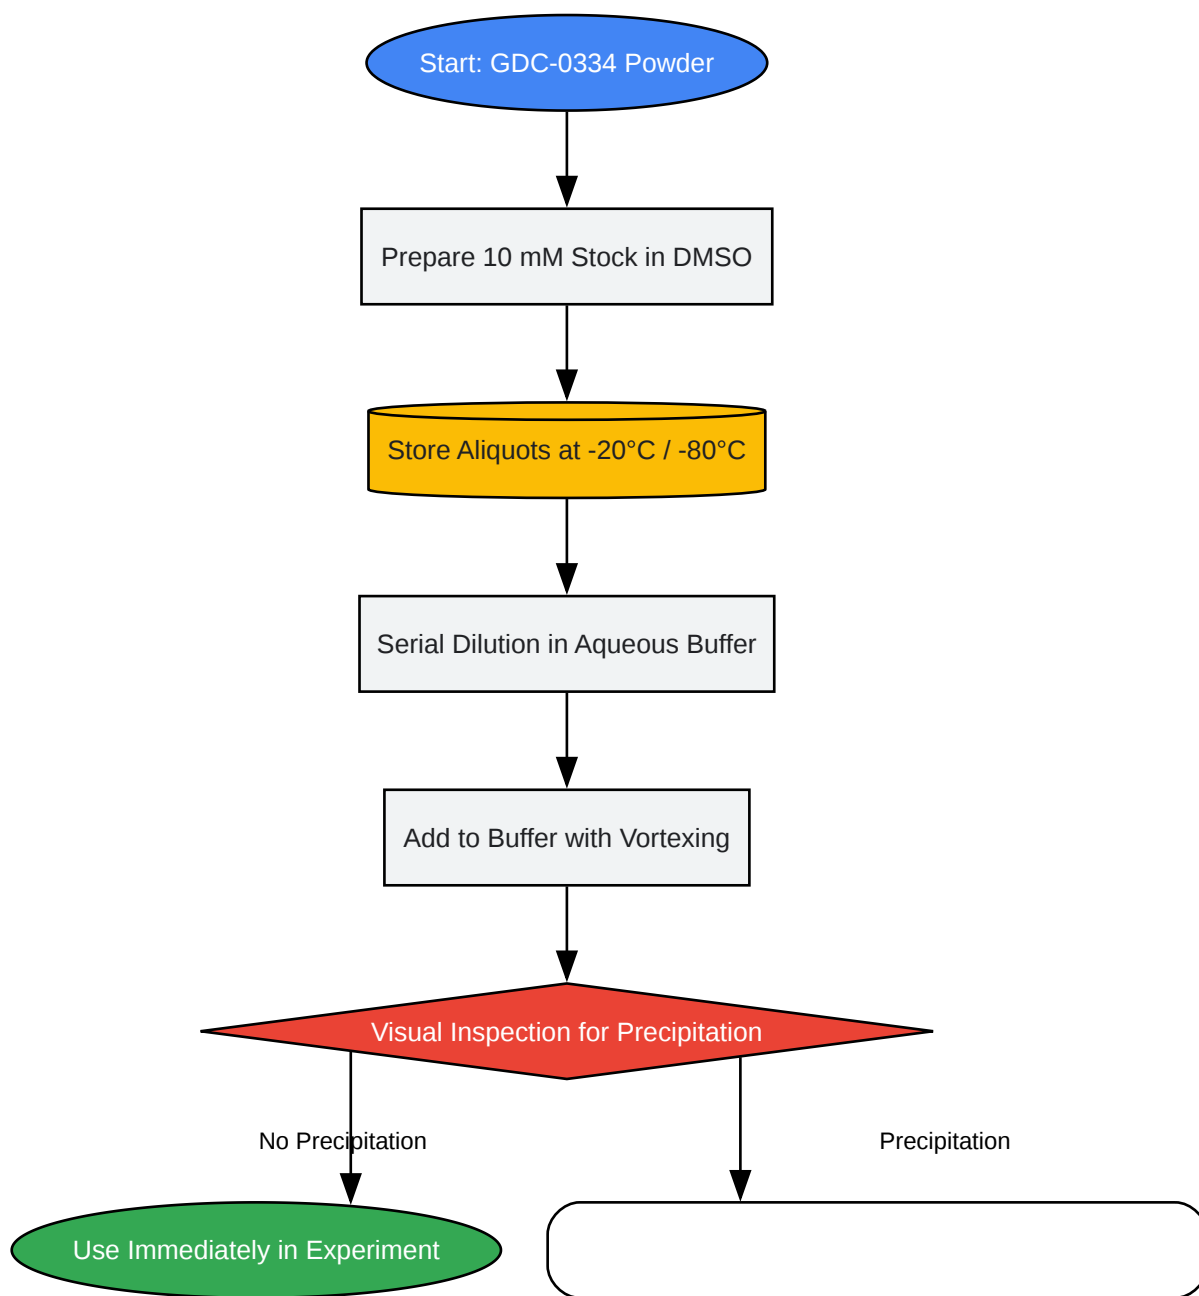 Start: GDC-0334 Powder
Prepare 10 mM Stock in DMSO
Store Aliquots at -20°C / -80°C
Serial Dilution in Aqueous Buffer
Add to Buffer with Vortexing
Visual Inspection for Precipitation
No Precipitation
Precipitation
Use Immediately in Experiment